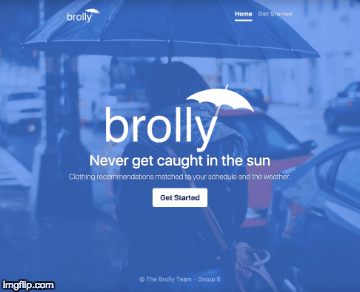 brolly
Home Get Started
brolly
Never get caught in the sun
Clothing recommendations matched to your schedule and the weather.
Get Started
© The Brolly Team - Group 6
imgflip.com